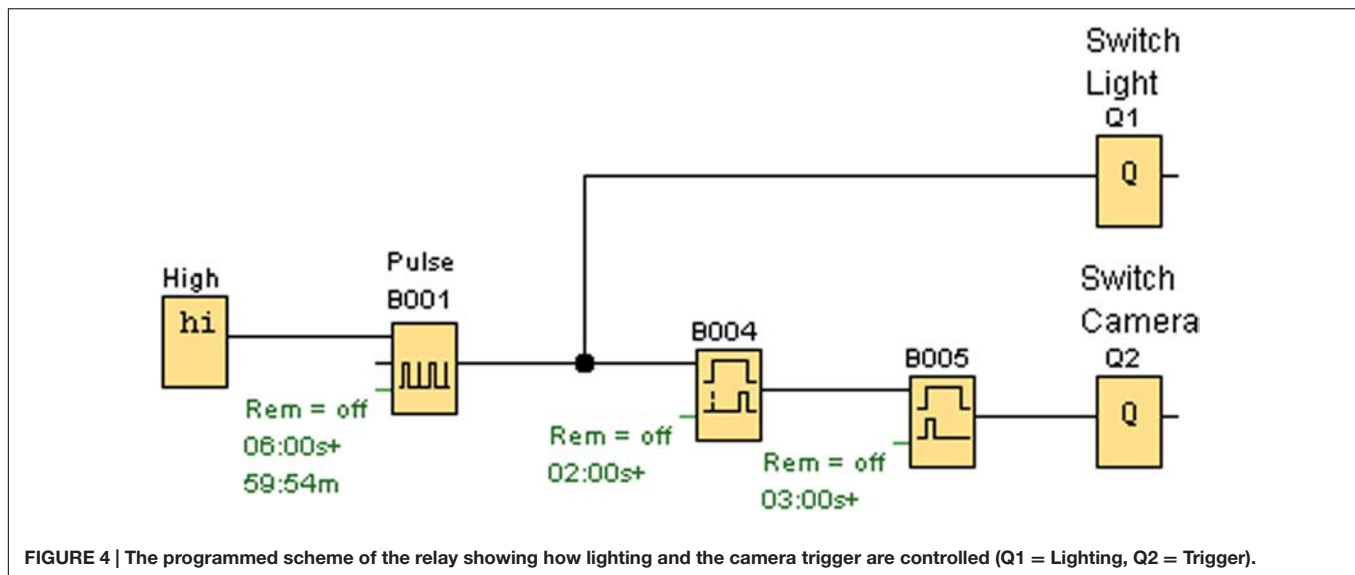 Switch
Light
Q1
Q
High
hi
Pulse
B001
Rem = off
06:00s+
59:54m
B004
Rem = off
02:00s+
B005
Rem = off
03:00s+
Switch
Camera
Q2
Q
FIGURE 4 | The programmed scheme of the relay showing how lighting and the camera trigger are controlled (Q1 = Lighting, Q2 = Trigger).